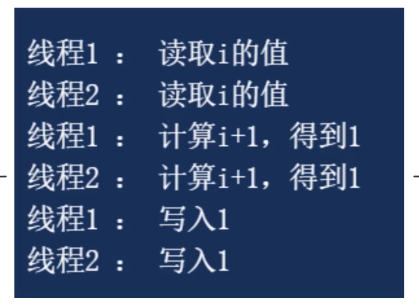 线程1 ： 读取i的值
线程2 ： 读取i的值
线程1 ： 计算i+1，得到1
线程2 ： 计算i+1，得到1
线程1 ： 写入1
线程2 ： 写入1